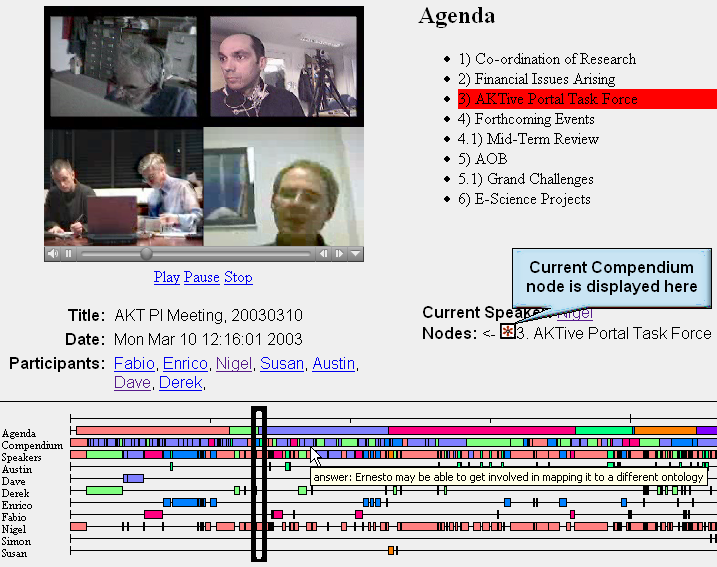 Agenda
1) Co-ordination of Research
2) Financial Issues Arising
3) AKTive Portal Task Force
4) Forthcoming Events
4.1) Mid-Term Review
5) AOB
5.1) Grand Challenges
6) E-Science Projects
Play Pause Stop
Current Compendium
node is displayed here
Title: AKT PI Meeting, 20030310
Date: Mon Mar 10 12:16:01 2003
Participants: Fabio, Enrico, Nigel, Susan, Austin,
Dave, Derek,
Current Speaker: Nigel
Nodes: <- * 3. AKTive Portal Task Force
Agenda
Compendium
Speakers
Austin
answer: Ernesto may be able to get involved in mapping it to a different ontology
Dave
Derek
Enrico
Fabio
Nigel
Simon
Susan